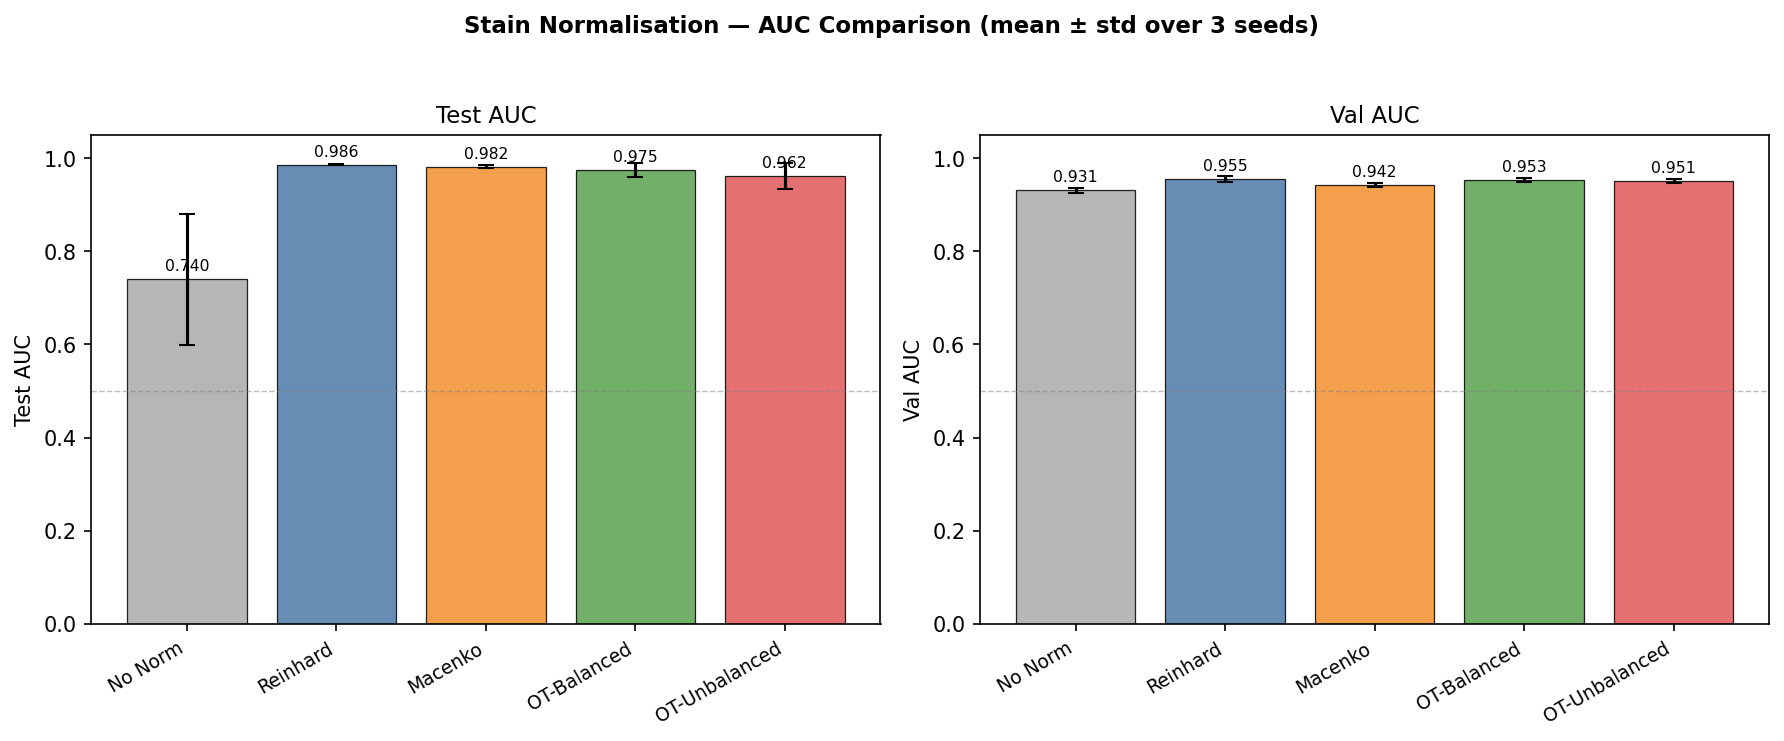 Stain Normalisation — AUC Comparison (mean ± std over 3 seeds)
Test AUC
Test AUC
1.0
0.8
0.6
0.4
0.2
0.0
0.740
0.986
0.982
0.975
0.962
No Norm
Reinhard
Macenko
OT-Balanced
OT-Unbalanced
Val AUC
Val AUC
1.0
0.8
0.6
0.4
0.2
0.0
0.931
0.955
0.942
0.953
0.951
No Norm
Reinhard
Macenko
OT-Balanced
OT-Unbalanced